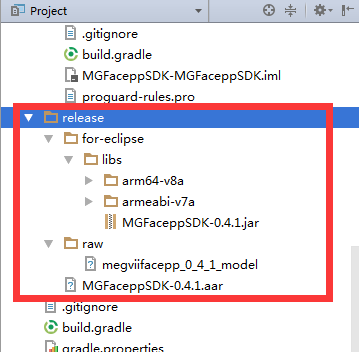 Project
.gitignore
build.gradle
MGFaceppSDK-MGFaceppSDK.iml
proguard-rules.pro
release
for-eclipse
libs
arm64-v8a
armeabi-v7a
MGFaceppSDK-0.4.1.jar
raw
megviifacepp_0_4_1_model
MGFaceppSDK-0.4.1.aar
.gitignore
build.gradle
gradle.properties